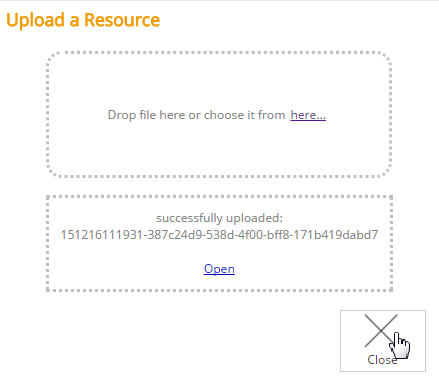 Upload a Resource
Drop file here or choose it from here...
successfully uploaded:
151216111931-387c24d9-538d-4f00-bff8-171b419dabd7
Open
Close